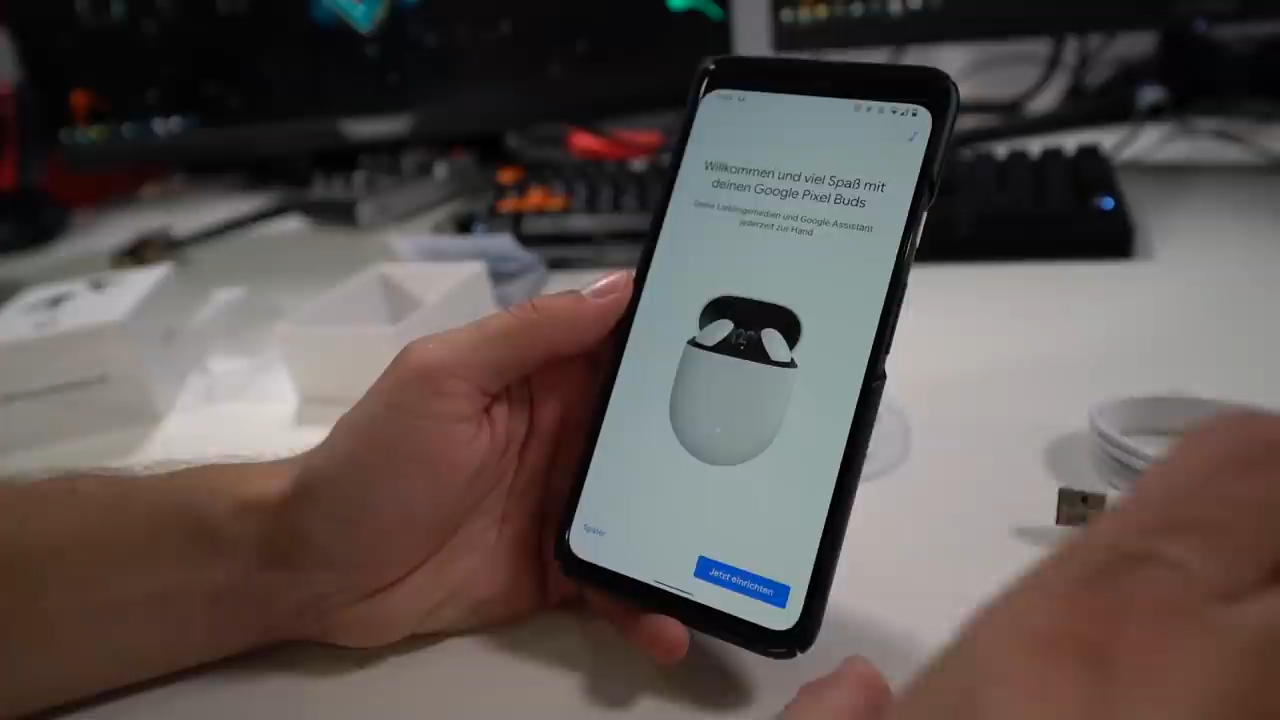 Willkommen und viel Spaß mit
deinen Google Pixel Buds
Deine Lieblingsmedien und Google Assistant
jederzeit zur Hand
Später
Jetzt einrichten